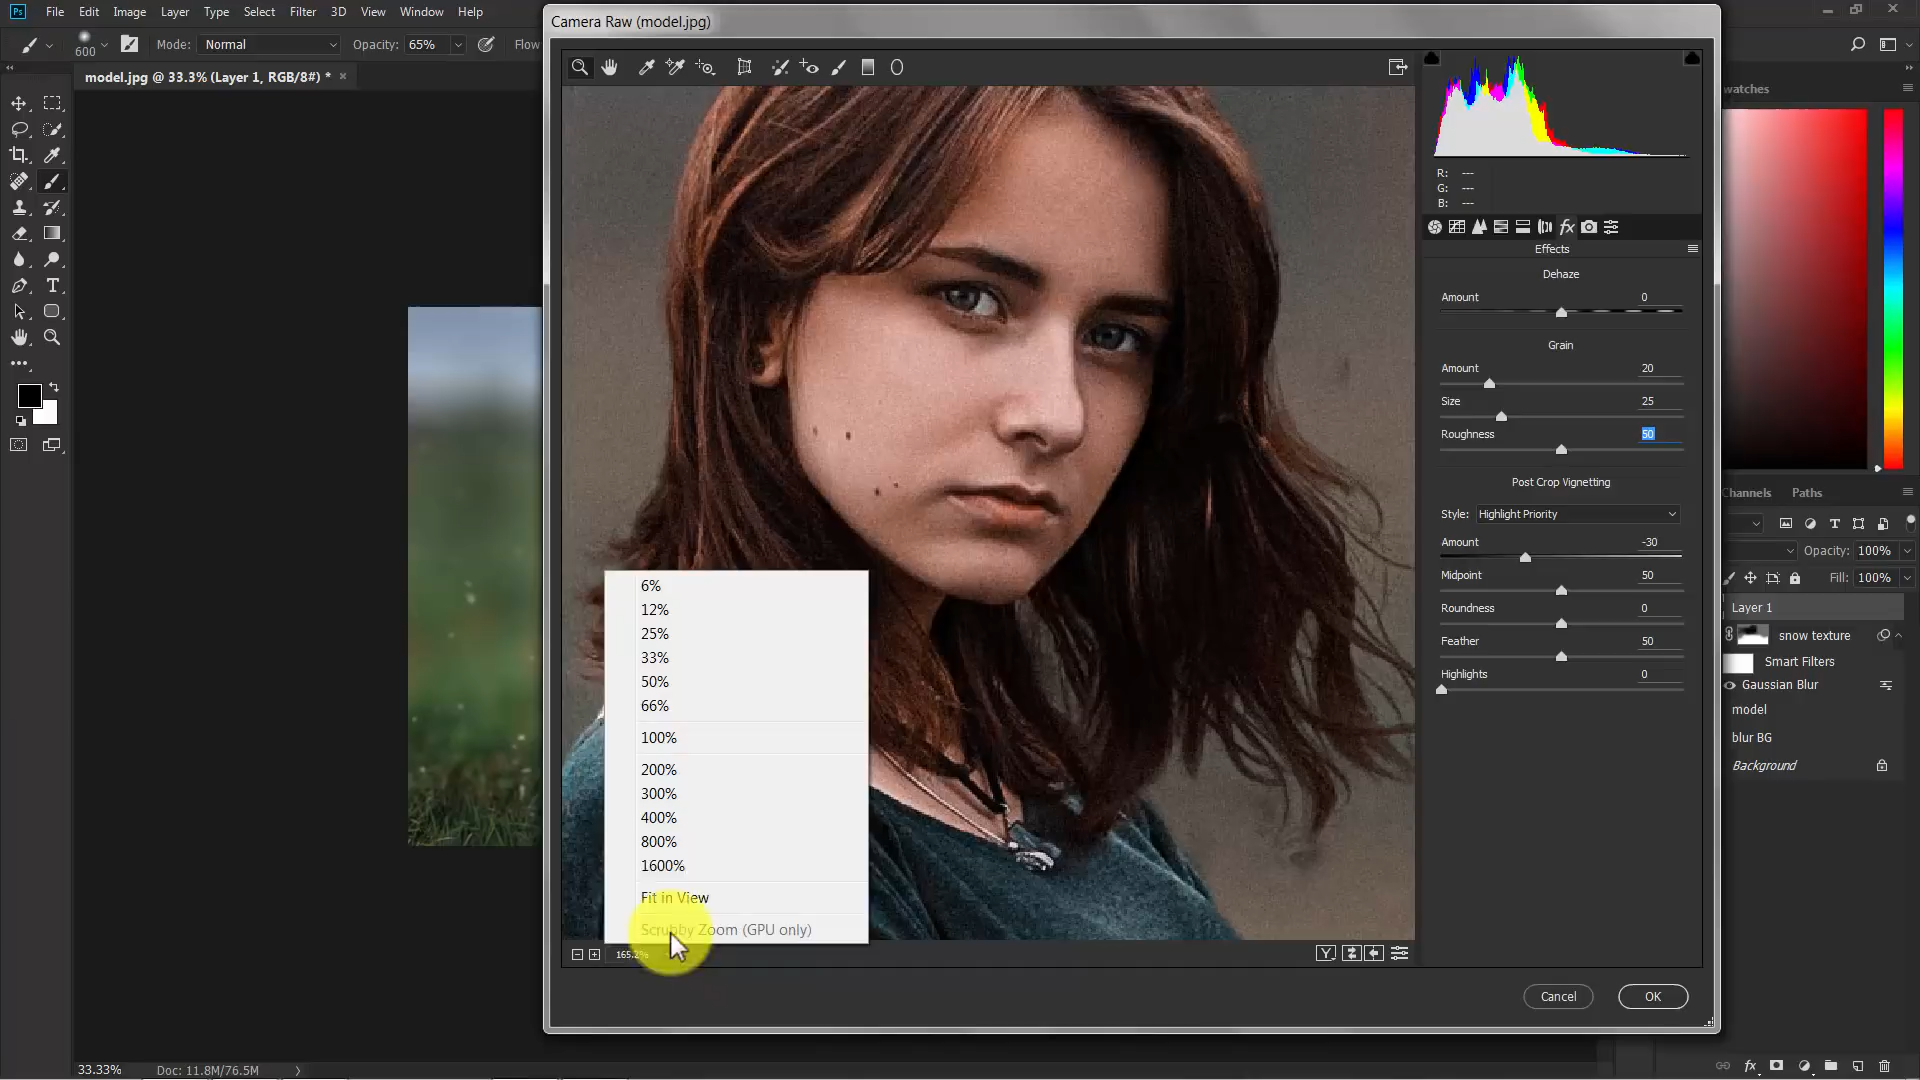 Ps File Edit Image Layer Type Select Filter 3D View Window Help
600 Mode: Normal Opacity: 65% Flow
model.jpg @ 33.3% (Layer 1, RGB/8#) * ×
Camera Raw (model.jpg)
R: ---
G: ---
B: ---
Effects
Dehaze
Amount 0
Grain
Amount 20
Size 25
Roughness 50
Post Crop Vignetting
Style: Highlight Priority
Amount -30
Midpoint 50
Roundness 0
Feather 50
Highlights 0
6%
12%
25%
33%
50%
66%
100%
200%
300%
400%
800%
1600%
Fit in View
Scrubby Zoom (GPU only)
165.2%
Y
Cancel OK
watches
Channels Paths
Opacity: 100%
Fill: 100%
Layer 1
snow texture
Smart Filters
Gaussian Blur
model
blur BG
Background
fx
33.33% Doc: 11.8M/76.5M